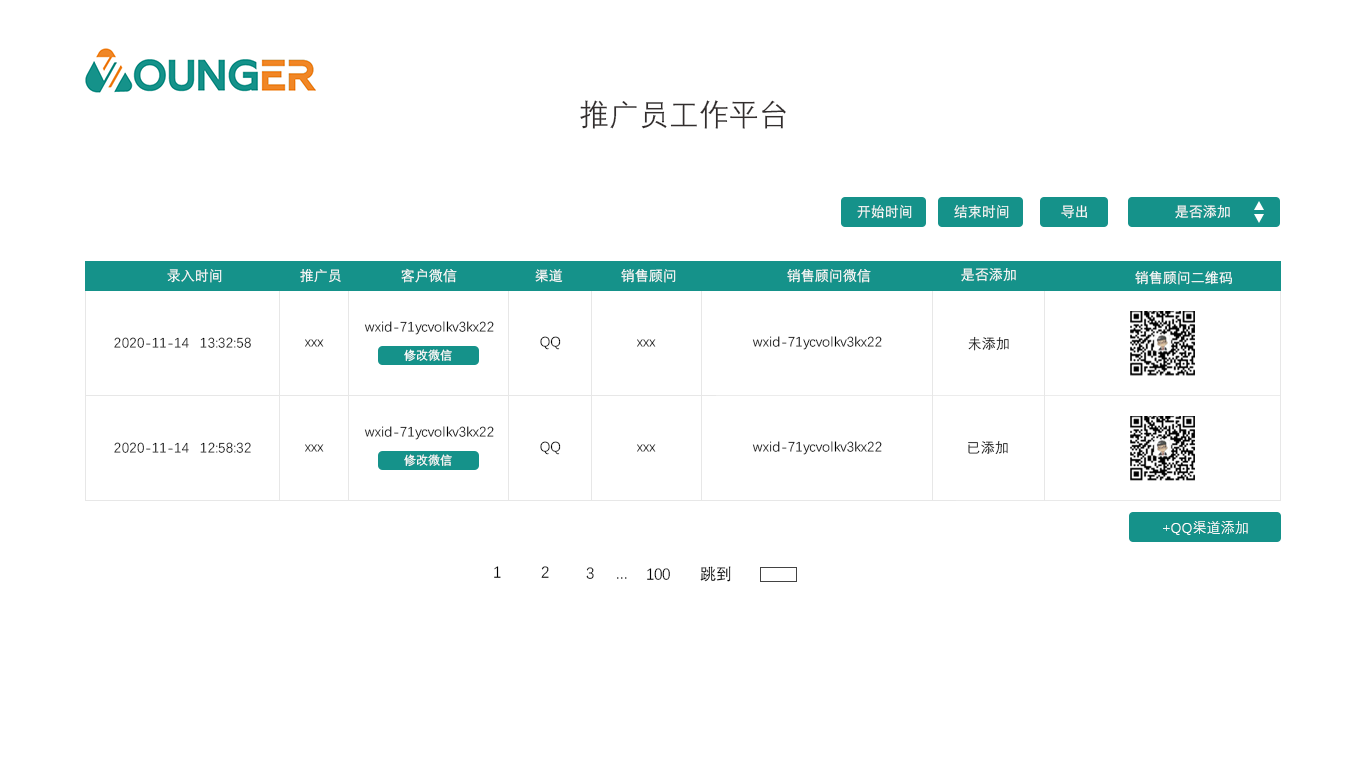 YOUNGER
推广员工作平台
开始时间 结束时间 导出 是否添加
录入时间 推广员 客户微信 渠道 销售顾问 销售顾问微信 是否添加 销售顾问二维码
2020-11-14 13:32:58 xxx wxid-71ycvolkv3kx22 QQ xxx wxid-71ycvolkv3kx22 未添加
修改微信
2020-11-14 12:58:32 xxx wxid-71ycvolkv3kx22 QQ xxx wxid-71ycvolkv3kx22 已添加
修改微信
+QQ渠道添加
1 2 3 ... 100 跳到